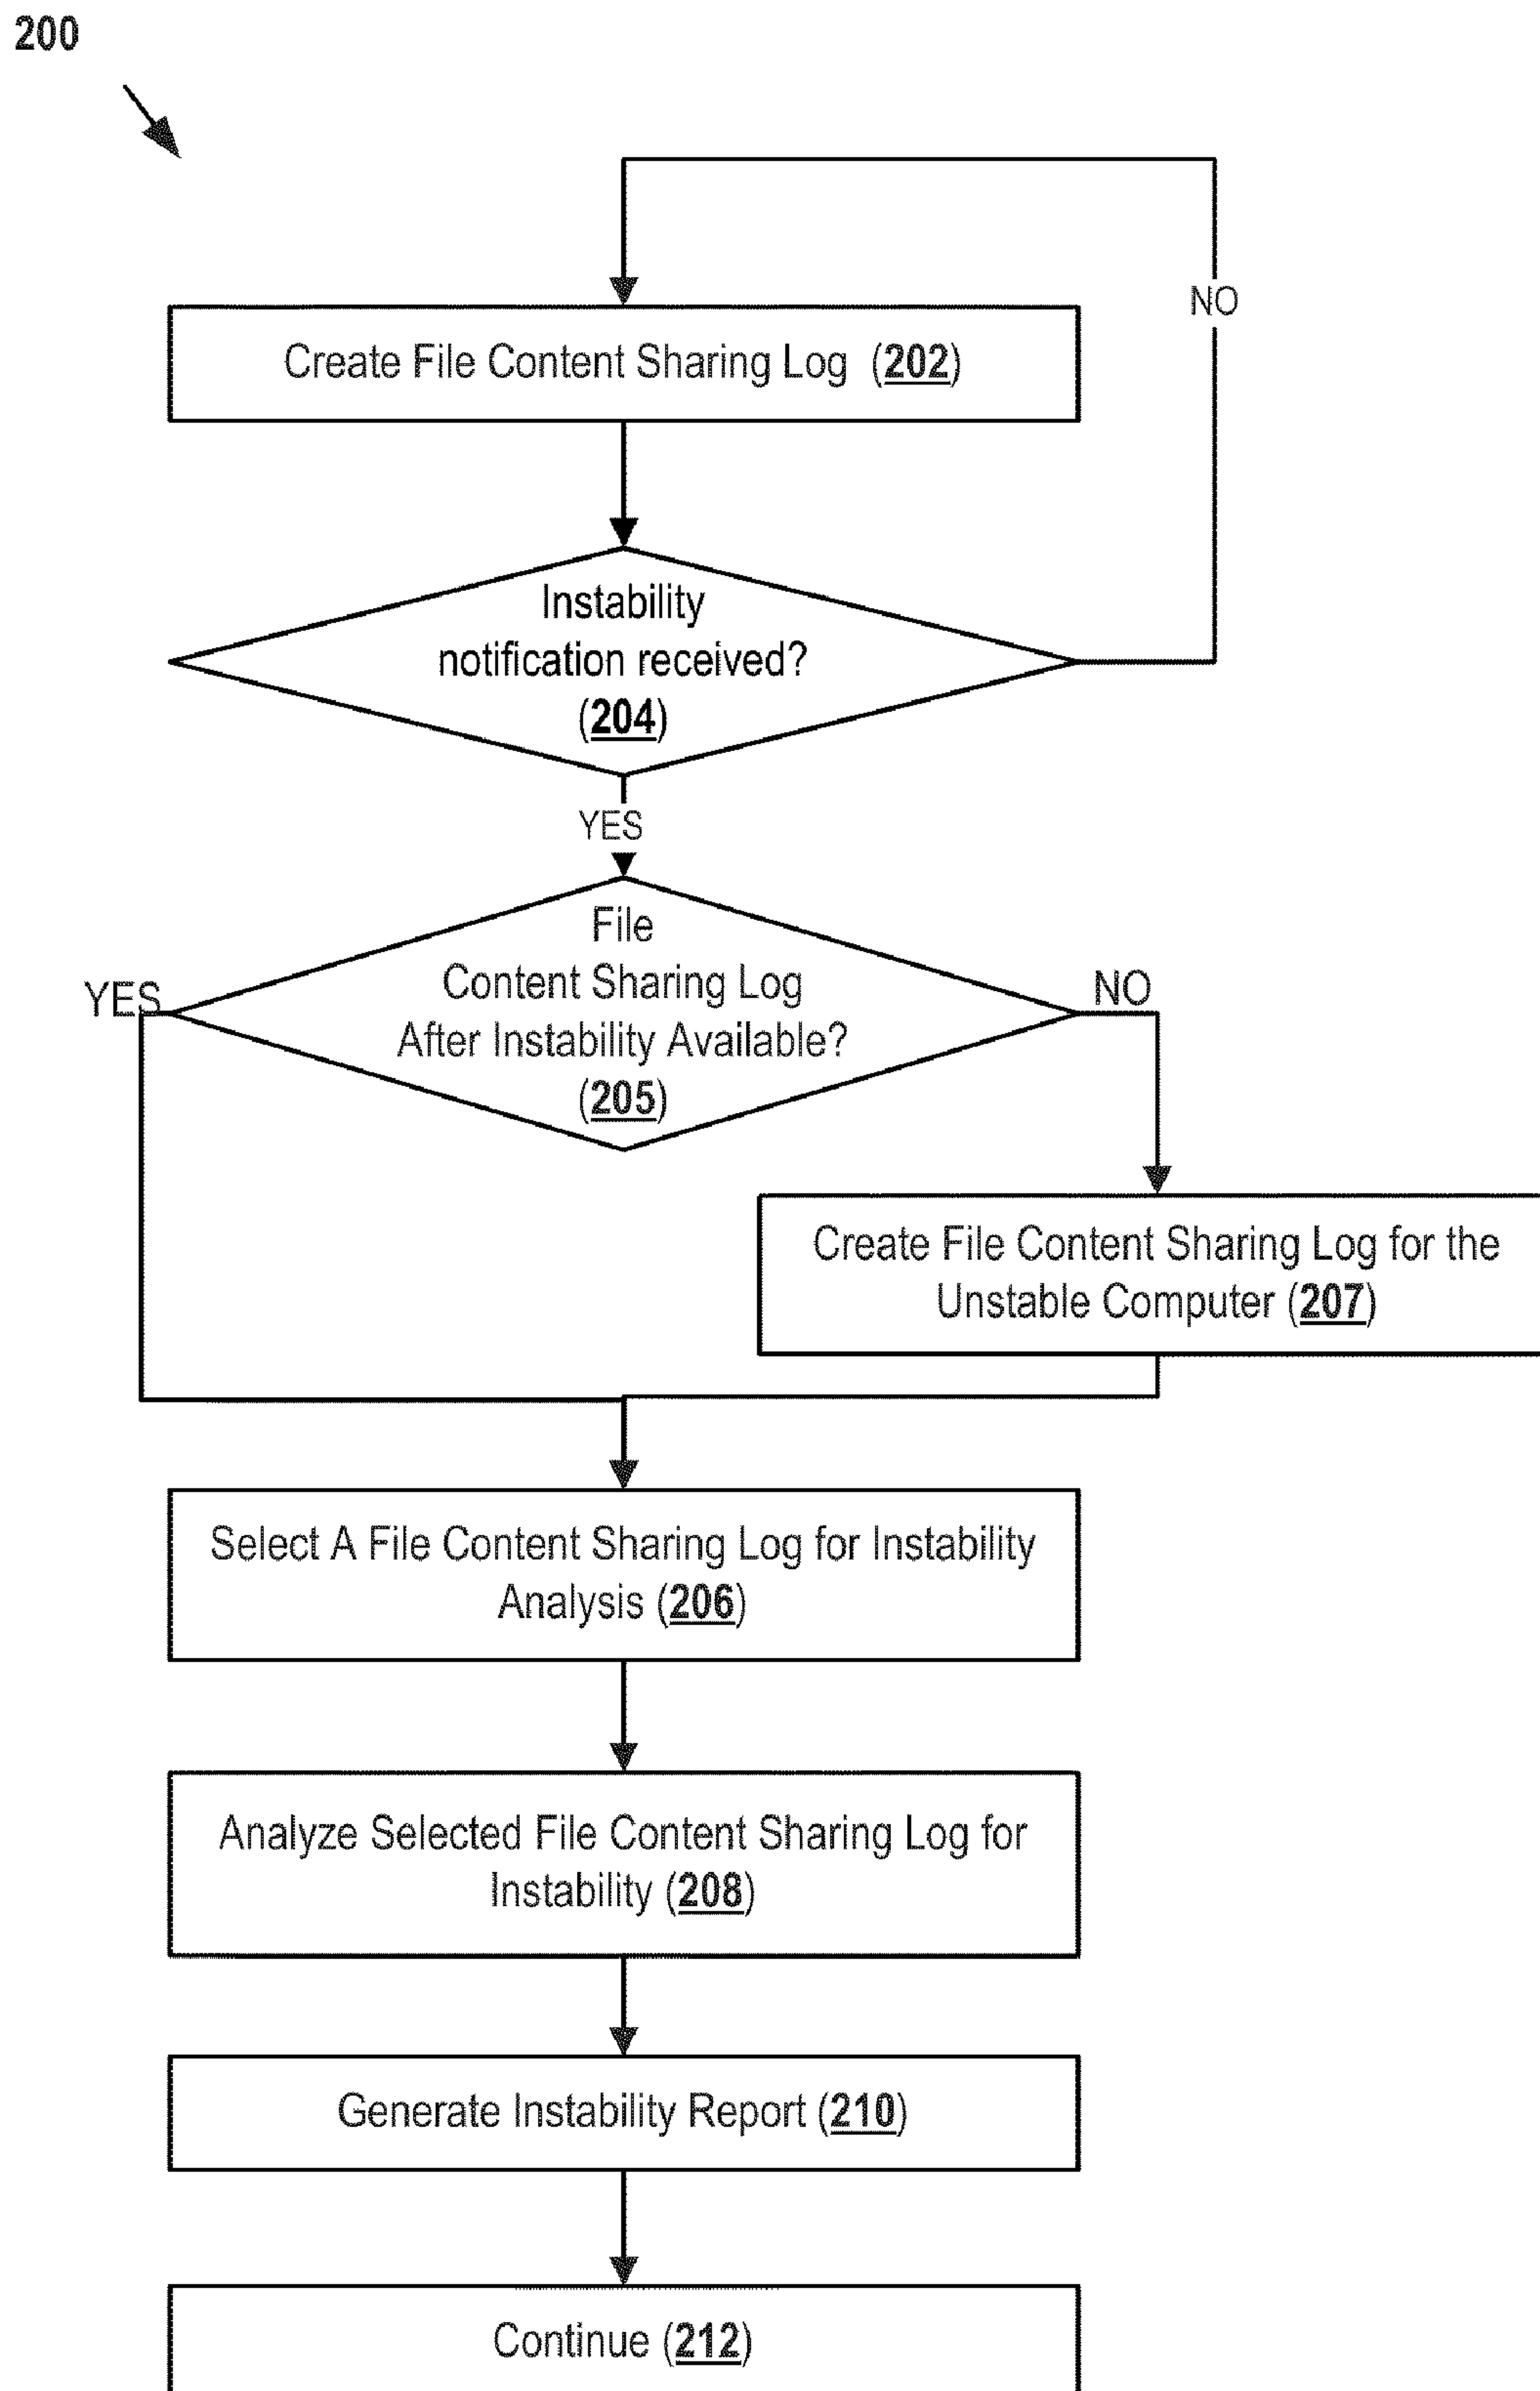 200
NO
Create File Content Sharing Log (202)
Instability
notification received?
(204)
YES
File
Content Sharing Log
After Instability Available?
(205)
YES
NO
Create File Content Sharing Log for the
Unstable Computer (207)
Select A File Content Sharing Log for Instability
Analysis (206)
Analyze Selected File Content Sharing Log for
Instability (208)
Generate Instability Report (210)
Continue (212)